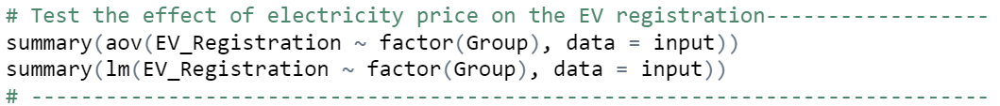 # Test the effect of electricity price on the EV registration------------------
summary(aov(EV_Registration ~ factor(Group), data = input))
summary(lm(EV_Registration ~ factor(Group), data = input))
# -----------------------------------------------------------------------------